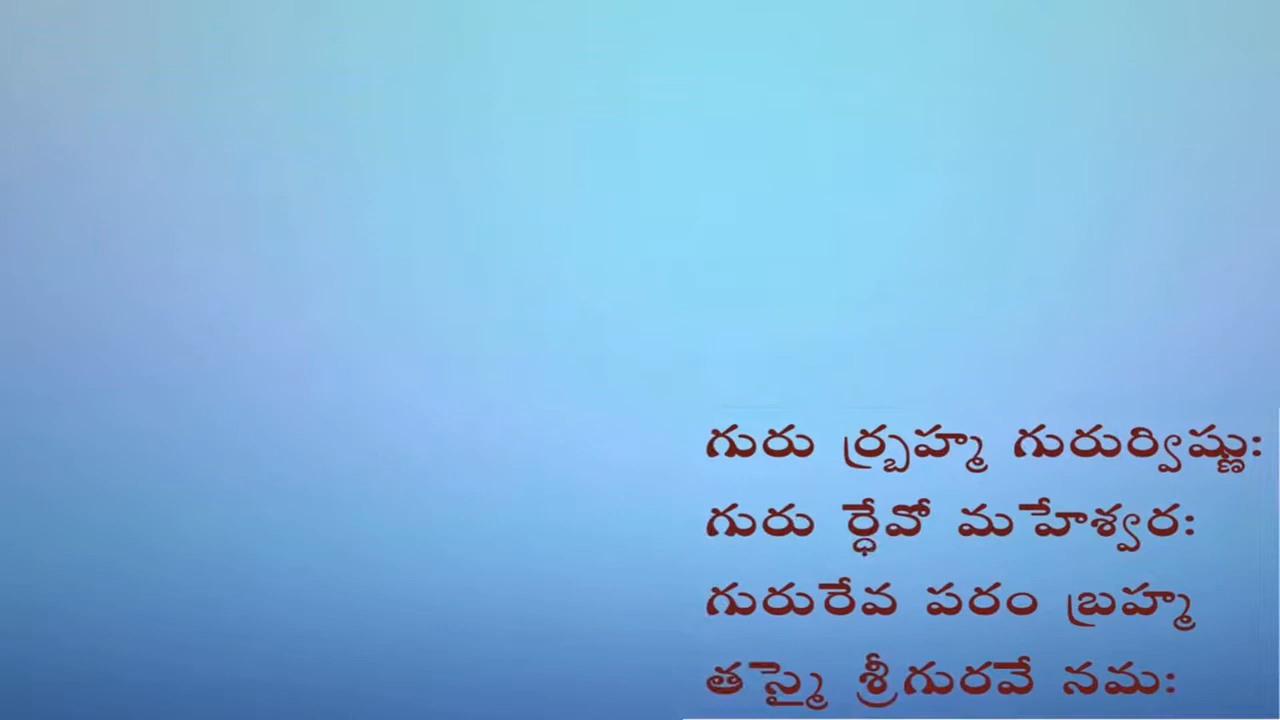 గురు ర్బ్రహ్మ గురుర్విష్ణుః
గురు ర్ధేవో మహేశ్వరః
గురురేవ పరం బ్రహ్మ
తస్మై శ్రీగురవే నమః